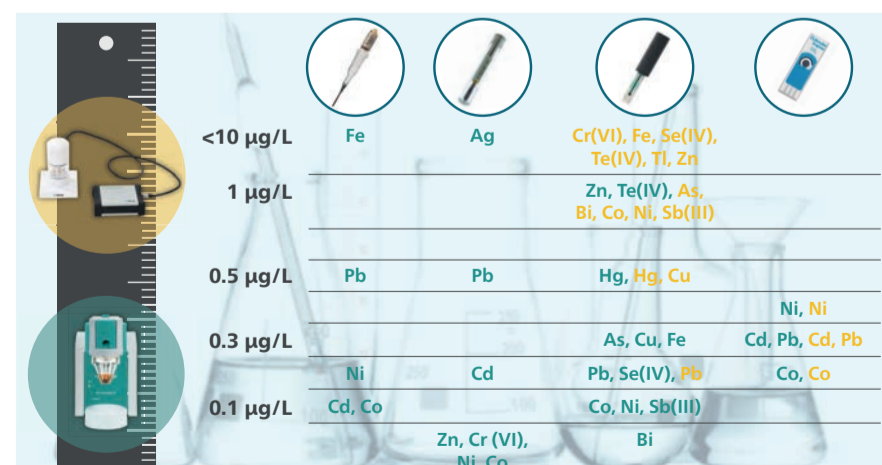 <10 µg/L Fe Ag Cr(VI), Fe, Se(IV),
Te(IV), Tl, Zn
1 µg/L Zn, Te(IV), As,
Bi, Co, Ni, Sb(III)
0.5 µg/L Pb Pb Hg, Hg, Cu
Ni, Ni
0.3 µg/L As, Cu, Fe Cd, Pb, Cd, Pb
Ni Cd Pb, Se(IV), Pb Co, Co
0.1 µg/L Cd, Co Co, Ni, Sb(III)
Zn, Cr (VI), Bi
Ni, Co